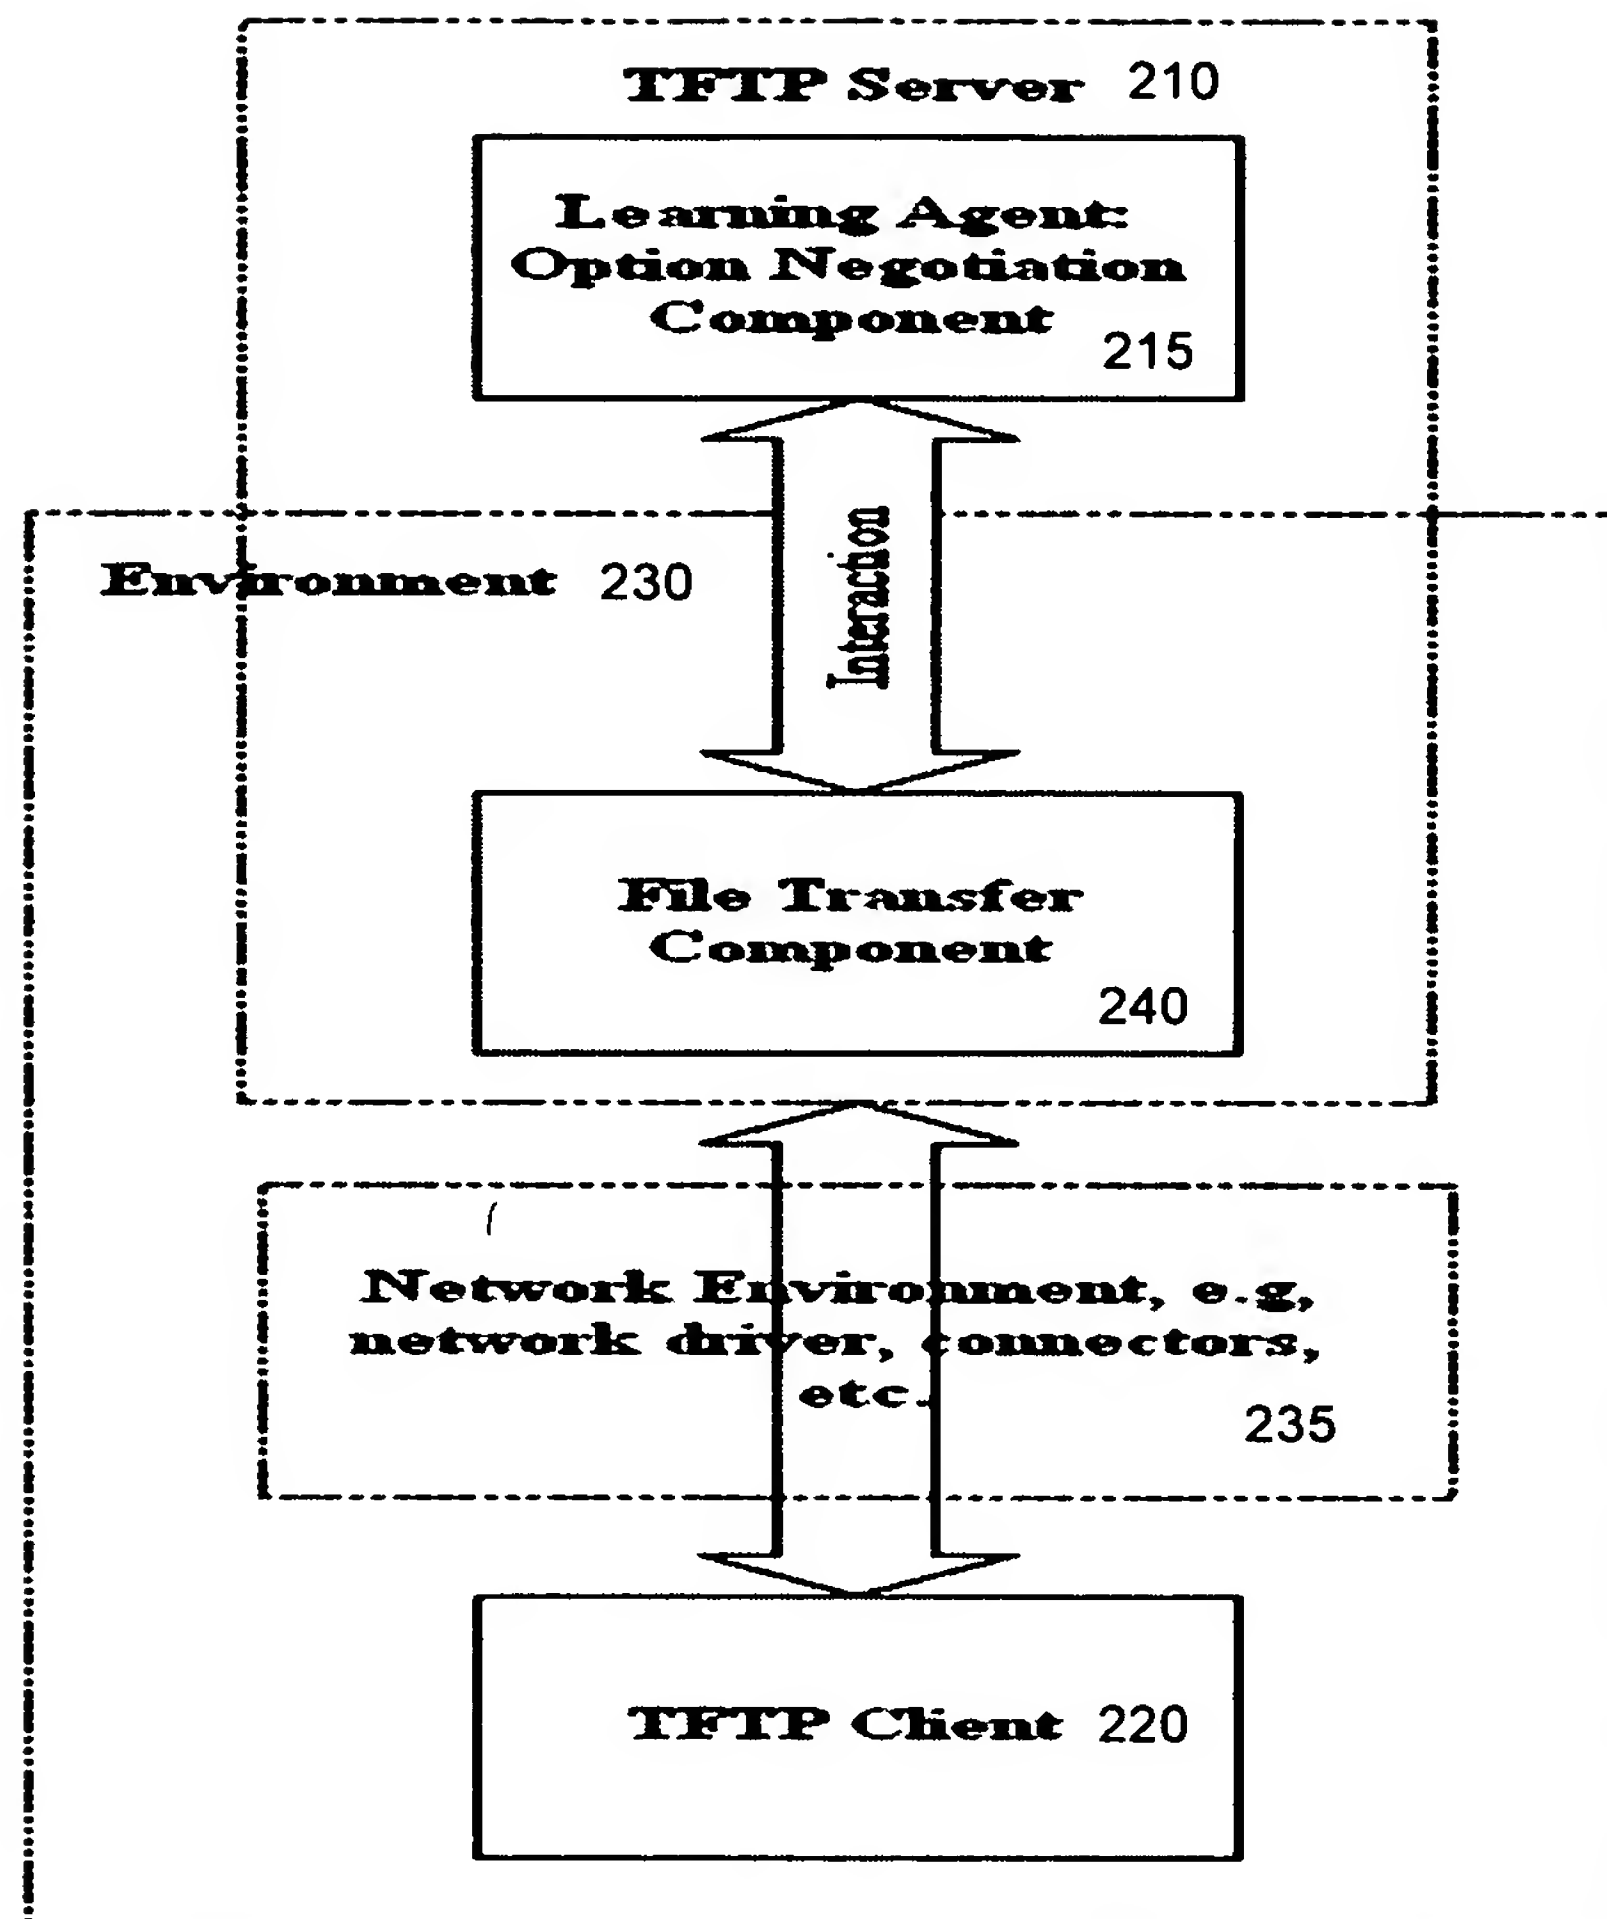 TFTP Server 210
Learning Agent:
Option Negotiation
Component
215
Environment 230
Interaction
File Transfer
Component
240
Network Environment, e.g,
network driver, connectors,
etc.
235
TFTP Client 220